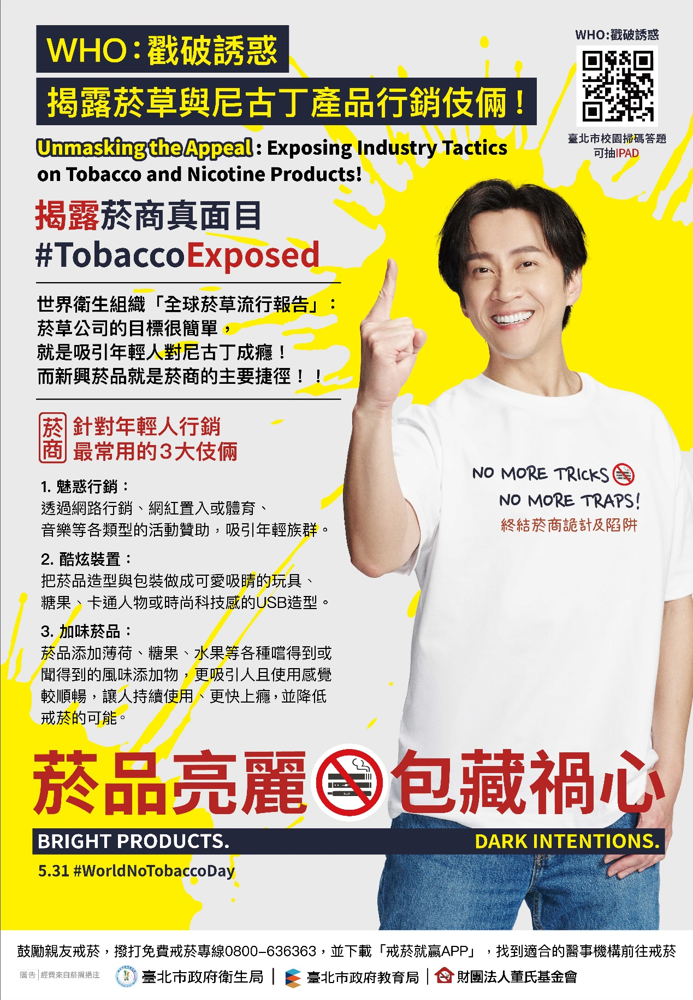 WHO：戳破誘惑
揭露菸草與尼古丁產品行銷伎倆！
Unmasking the Appeal : Exposing Industry Tactics
on Tobacco and Nicotine Products!
WHO:戳破誘惑
臺北市校園掃碼答題
可抽IPAD
揭露菸商真面目
#TobaccoExposed
世界衛生組織「全球菸草流行報告」：
菸草公司的目標很簡單，
就是吸引年輕人對尼古丁成癮！
而新興菸品就是菸商的主要捷徑！！
菸商
針對年輕人行銷
最常用的3大伎倆
1. 魅惑行銷：
透過網路行銷、網紅置入或體育、
音樂等各類型的活動贊助，吸引年輕族群。
2. 酷炫裝置：
把菸品造型與包裝做成可愛吸睛的玩具、
糖果、卡通人物或時尚科技感的USB造型。
3. 加味菸品：
菸品添加薄荷、糖果、水果等各種嚐得到或
聞得到的風味添加物，更吸引人且使用感覺
較順暢，讓人持續使用、更快上癮，並降低
戒菸的可能。
NO MORE TRICKS
NO MORE TRAPS!
終結菸商詭計及陷阱
菸品亮麗 包藏禍心
BRIGHT PRODUCTS. DARK INTENTIONS.
5.31 #WorldNoTobaccoDay
鼓勵親友戒菸，撥打免費戒菸專線0800-636363，並下載「戒菸就贏APP」，找到適合的醫事機構前往戒菸
廣告|經費來自菸捐挹注
臺北市政府衛生局 | 臺北市政府教育局 | 財團法人董氏基金會